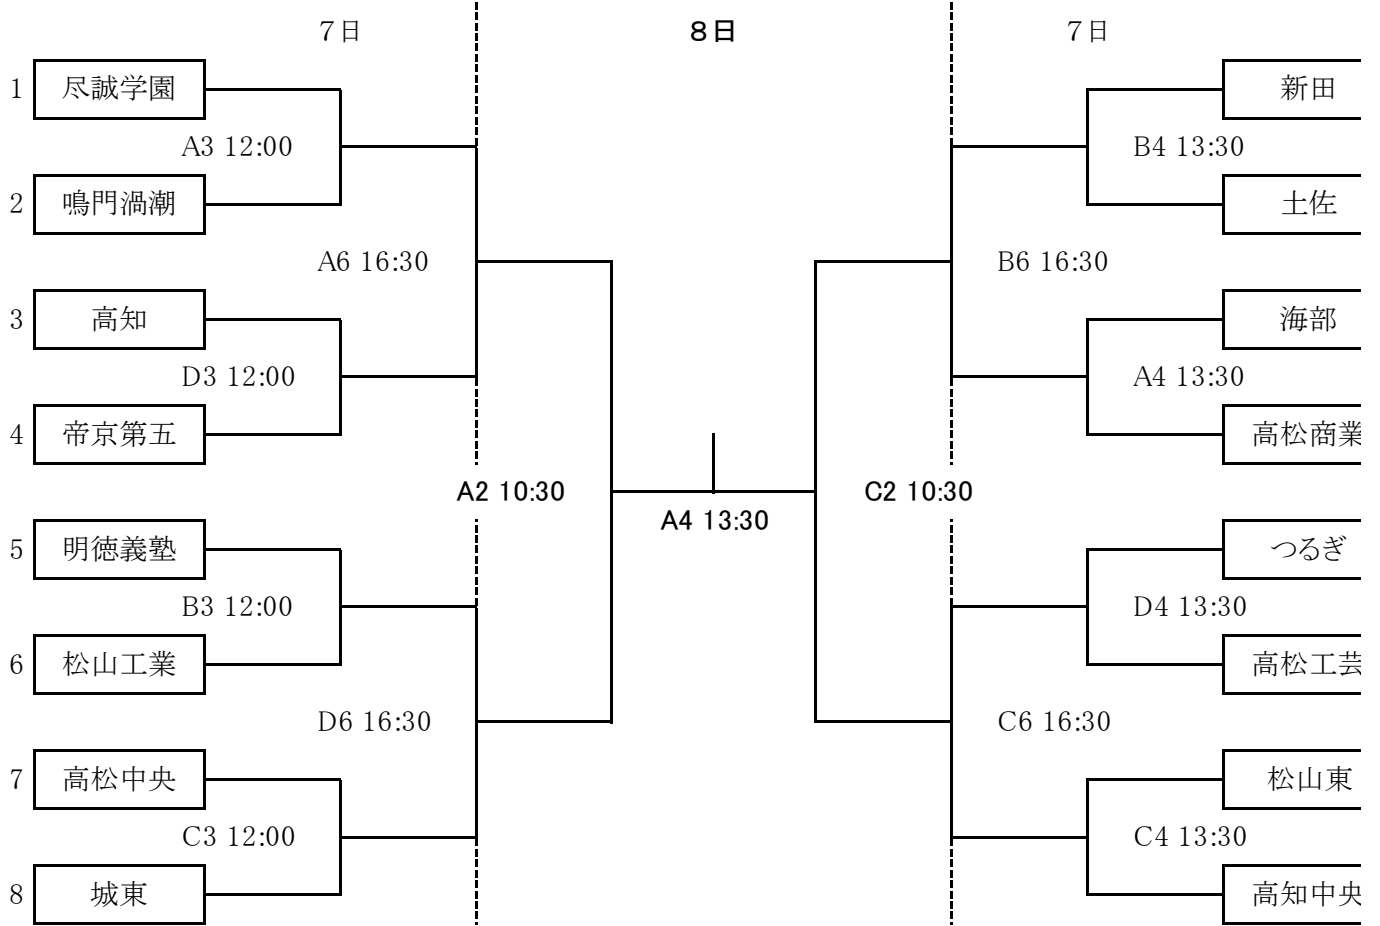 ７日 ８日 ７日
1 尽誠学園 新田
A3 12:00 B4 13:30
2 鳴門渦潮 土佐
A6 16:30 B6 16:30
3 高知 海部
D3 12:00 A4 13:30
4 帝京第五 高松商業
A2 10:30 C2 10:30
A4 13:30
5 明徳義塾 つるぎ
B3 12:00 D4 13:30
6 松山工業 高松工芸
D6 16:30 C6 16:30
7 高松中央 松山東
C3 12:00 C4 13:30
8 城東 高知中央